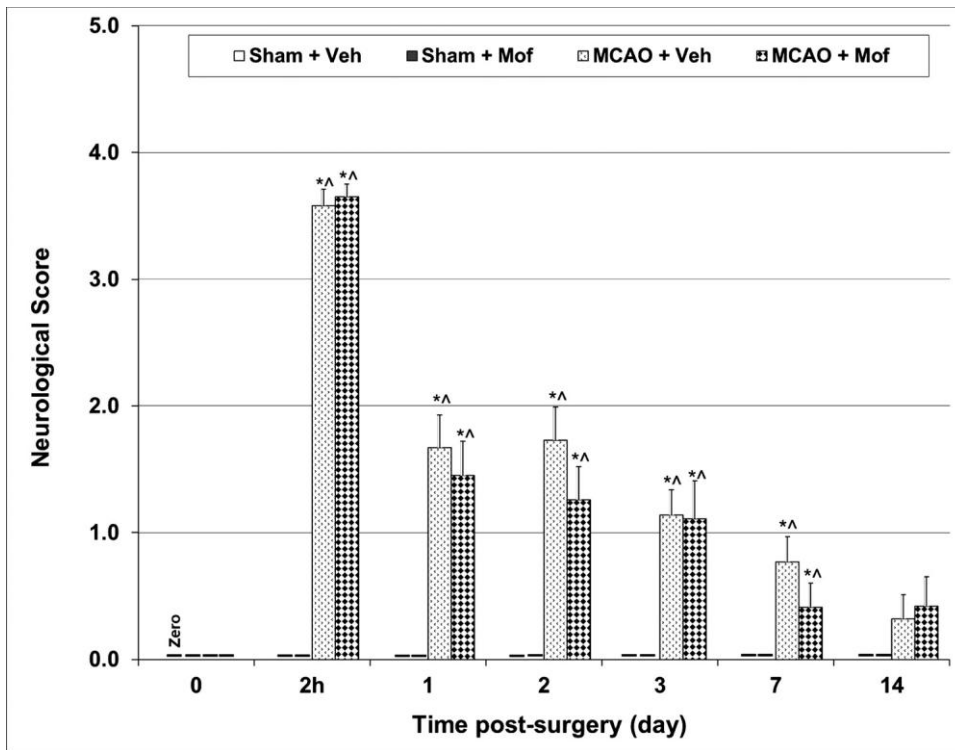 5.0
Sham + Veh Sham + Mof MCAO + Veh MCAO + Mof
4.0
*^ *^
3.0
Neurological Score
2.0
*^ *^
*^ *^
*^ *^
1.0
*^ *^
Zero
0.0
0 2h 1 2 3 7 14
Time post-surgery (day)